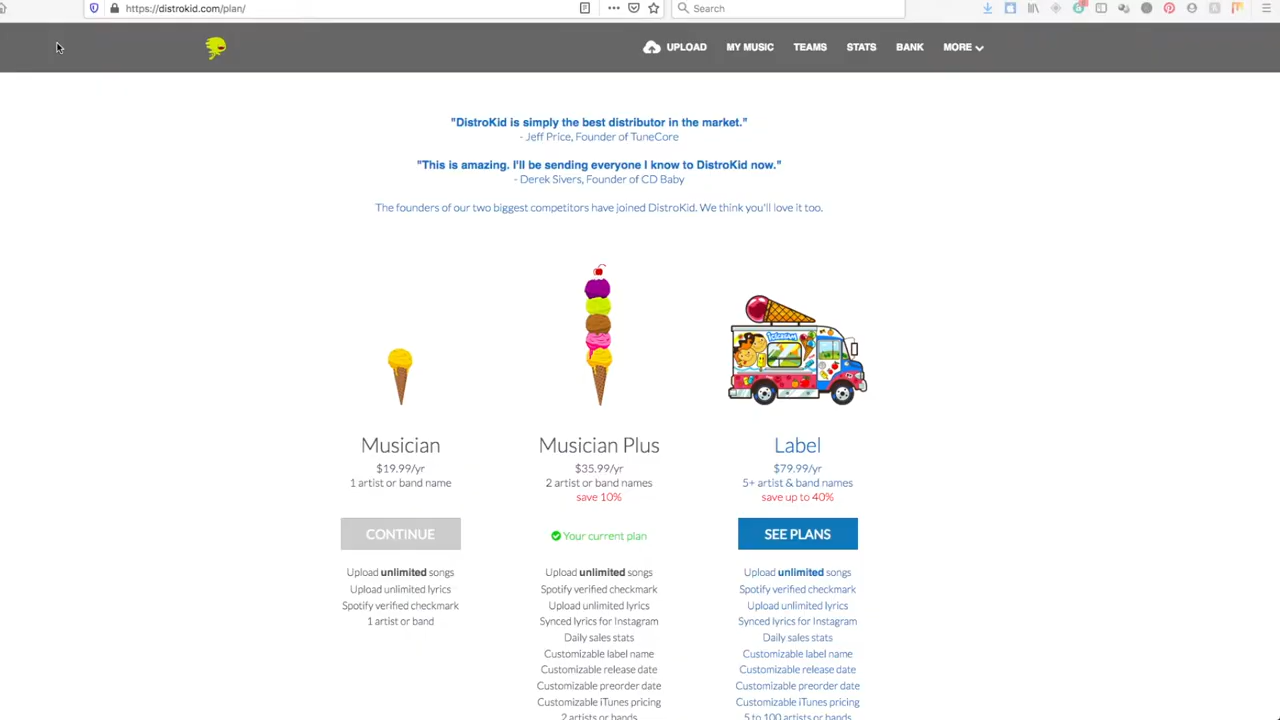 https://distrokid.com/plan/
Search
UPLOAD
MY MUSIC
TEAMS
STATS
BANK
MORE
"DistroKid is simply the best distributor in the market."
- Jeff Price, Founder of TuneCore
"This is amazing. I'll be sending everyone I know to DistroKid now."
- Derek Sivers, Founder of CD Baby
The founders of our two biggest competitors have joined DistroKid. We think you'll love it too.
Musician
$19.99/yr
1 artist or band name
CONTINUE
Upload unlimited songs
Upload unlimited lyrics
Spotify verified checkmark
1 artist or band
Musician Plus
$35.99/yr
2 artist or band names
save 10%
Your current plan
Upload unlimited songs
Spotify verified checkmark
Upload unlimited lyrics
Synced lyrics for Instagram
Daily sales stats
Customizable label name
Customizable release date
Customizable preorder date
Customizable iTunes pricing
2 artists or bands
Label
$79.99/yr
5+ artist & band names
save up to 40%
SEE PLANS
Upload unlimited songs
Spotify verified checkmark
Upload unlimited lyrics
Synced lyrics for Instagram
Daily sales stats
Customizable label name
Customizable release date
Customizable preorder date
Customizable iTunes pricing
5 to 100 artists or bands